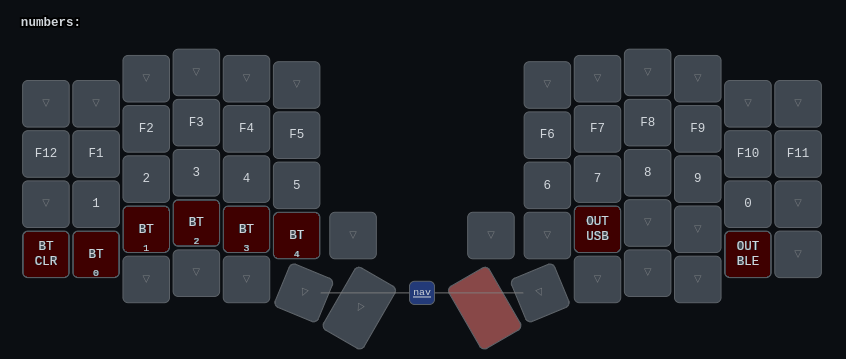 numbers:
▽ ▽ ▽ ▽ ▽ ▽ ▽ ▽ ▽ ▽ ▽ ▽
F12 F1 F2 F3 F4 F5 F6 F7 F8 F9 F10 F11
▽ 1 2 3 4 5 6 7 8 9 0 ▽
BT CLR
BT 0
BT 1
BT 2
BT 3
BT 4
▽ ▽ ▽
OUT USB
▽ ▽
OUT BLE
▽
▽ ▽ ▽ ▷ ▷ nav ◁ ▽ ▽ ▽